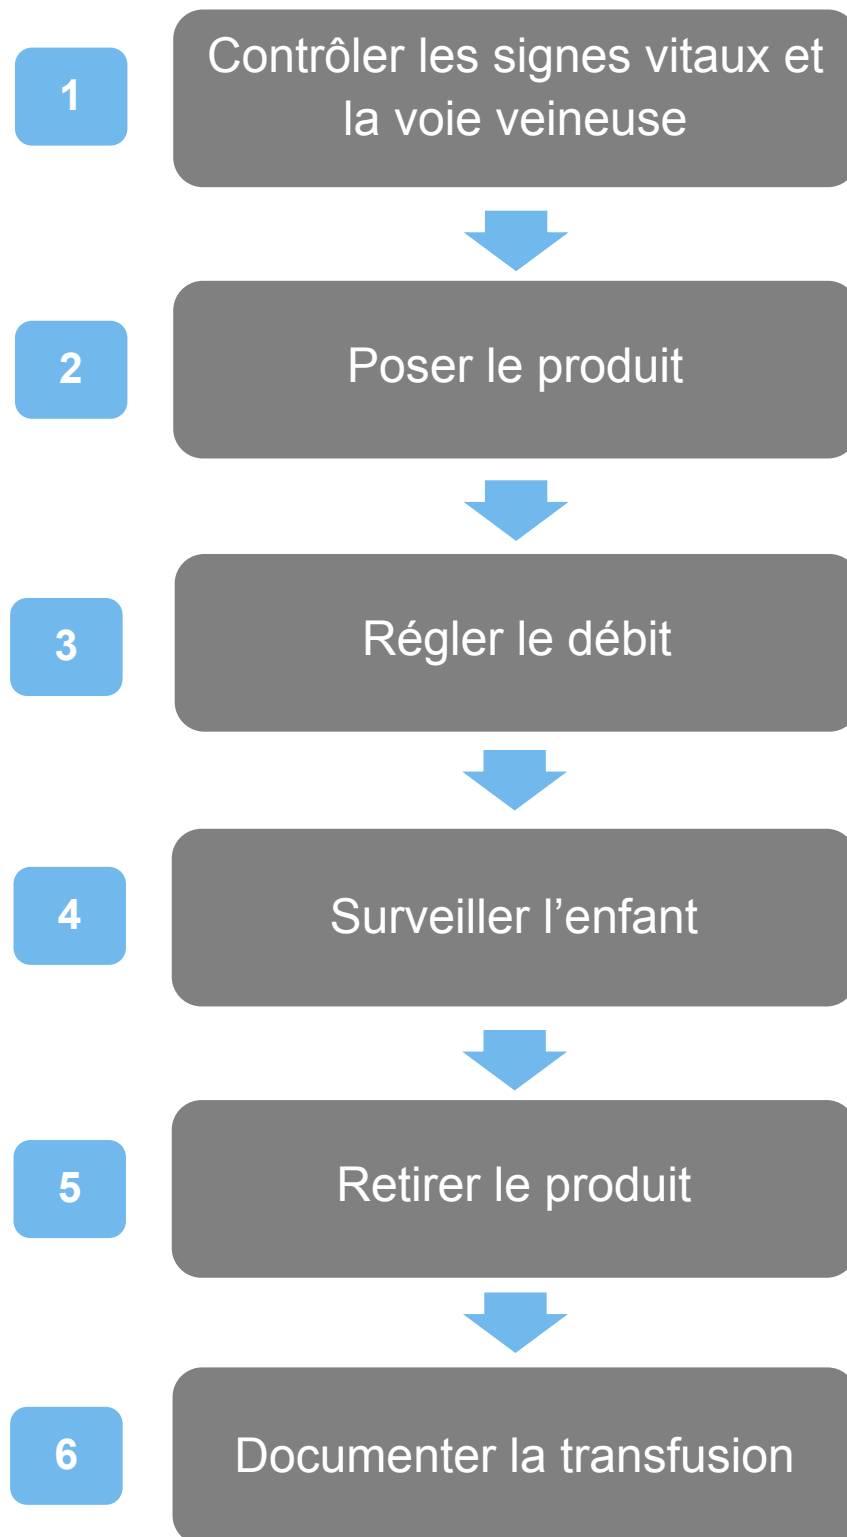 1
Contrôler les signes vitaux et
la voie veineuse
2
Poser le produit
3
Régler le débit
4
Surveiller l’enfant
5
Retirer le produit
6
Documenter la transfusion